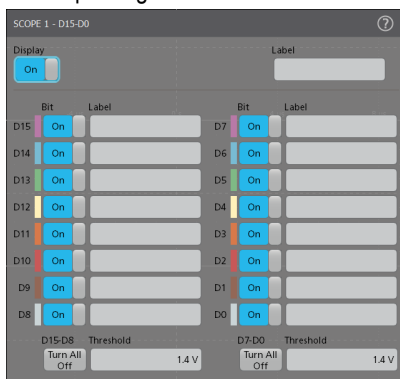 SCOPE 1 - D15-D0 ?
Display Label
On
Bit Label Bit Label
D15 On D7 On
D14 On D6 On
D13 On D5 On
D12 On D4 On
D11 On D3 On
D10 On D2 On
D9 On D1 On
D8 On D0 On
D15-D8 Threshold D7-D0 Threshold
Turn All Off 1.4 V Turn All Off 1.4 V